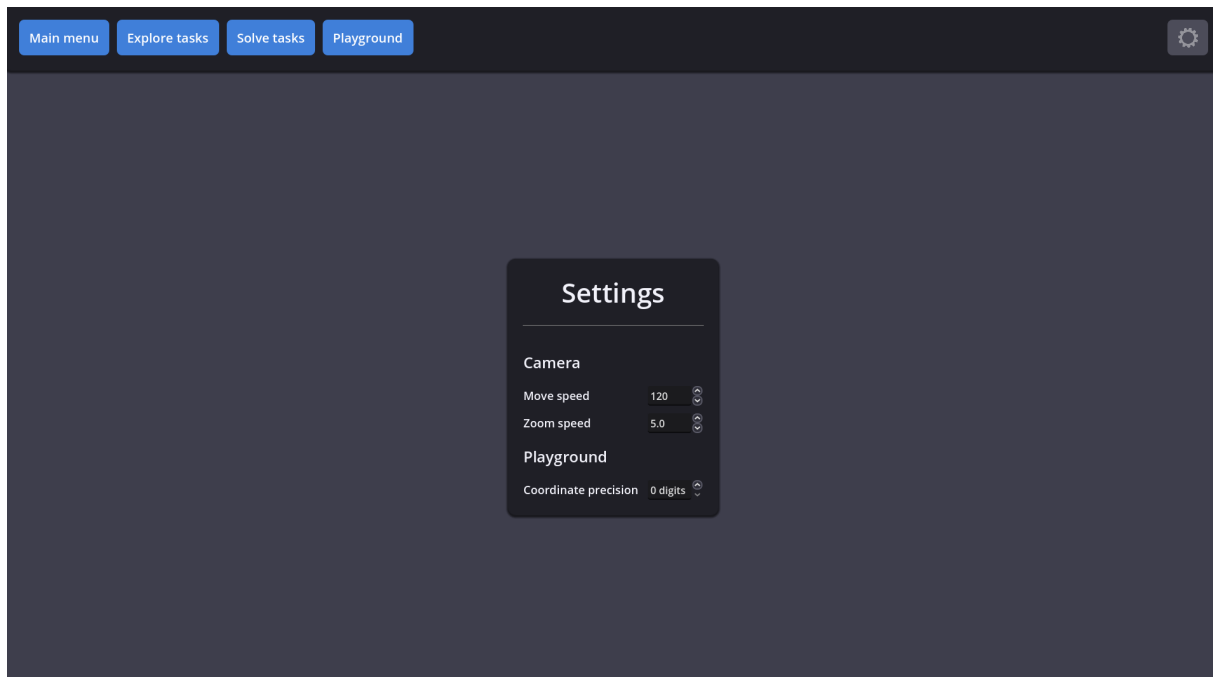 Main menu Explore tasks Solve tasks Playground
Settings
Camera
Move speed 120
Zoom speed 5.0
Playground
Coordinate precision 0 digits